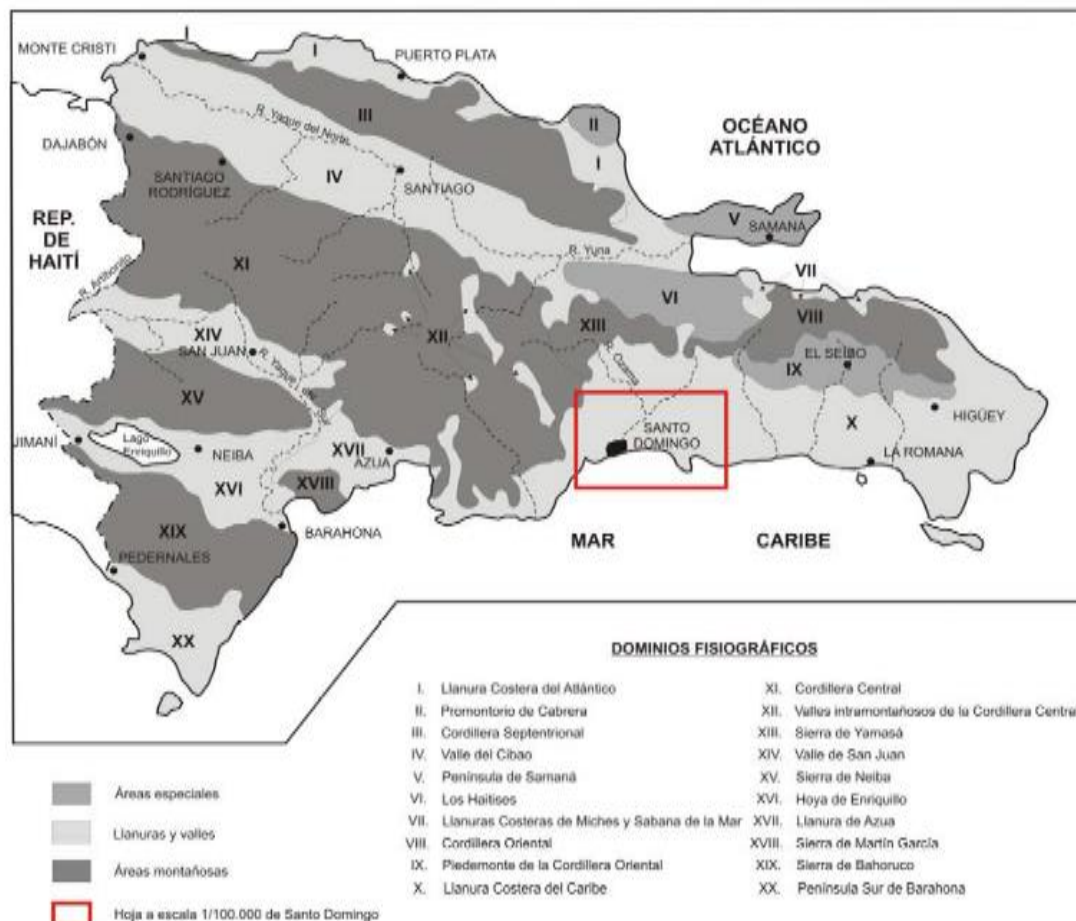 I
MONTE CRISTI
I
PUERTO PLATA
III
R. Yaque del Norte
II
OCÉANO
ATLÁNTICO
DAJABÓN
I
SANTIAGO
RODRÍGUEZ
IV
SANTIAGO
REP.
DE
HAITÍ
V
SAMANÁ
R. Yuna
VII
XI
R. Artibonito
VI
VIII
XIV
XII
XIII
SAN JUAN
R. Yaque del Sur
R. Ozama
EL SEÍBO
IX
XV
HIGÜEY
X
SANTO
DOMINGO
JIMANÍ
Lago
Enriquillo
NEIBA
XVII
AZUA
LA ROMANA
XVI
XVIII
BARAHONA
MAR
CARIBE
XIX
PEDERNALES
XX
DOMINIOS FISIOGRÁFICOS
I. Llanura Costera del Atlántico
II. Promontorio de Cabrera
III. Cordillera Septentrional
IV. Valle del Cibao
V. Península de Samaná
VI. Los Haitises
VII. Llanuras Costeras de Miches y Sabana de la Mar
VIII. Cordillera Oriental
IX. Piedemonte de la Cordillera Oriental
X. Llanura Costera del Caribe
XI. Cordillera Central
XII. Valles intramontañosos de la Cordillera Central
XIII. Sierra de Yamasá
XIV. Valle de San Juan
XV. Sierra de Neiba
XVI. Hoya de Enriquillo
XVII. Llanura de Azua
XVIII. Sierra de Martín García
XIX. Sierra de Bahoruco
XX. Península Sur de Barahona
Áreas especiales
Llanuras y valles
Áreas montañosas
Hoja a escala 1/100.000 de Santo Domingo